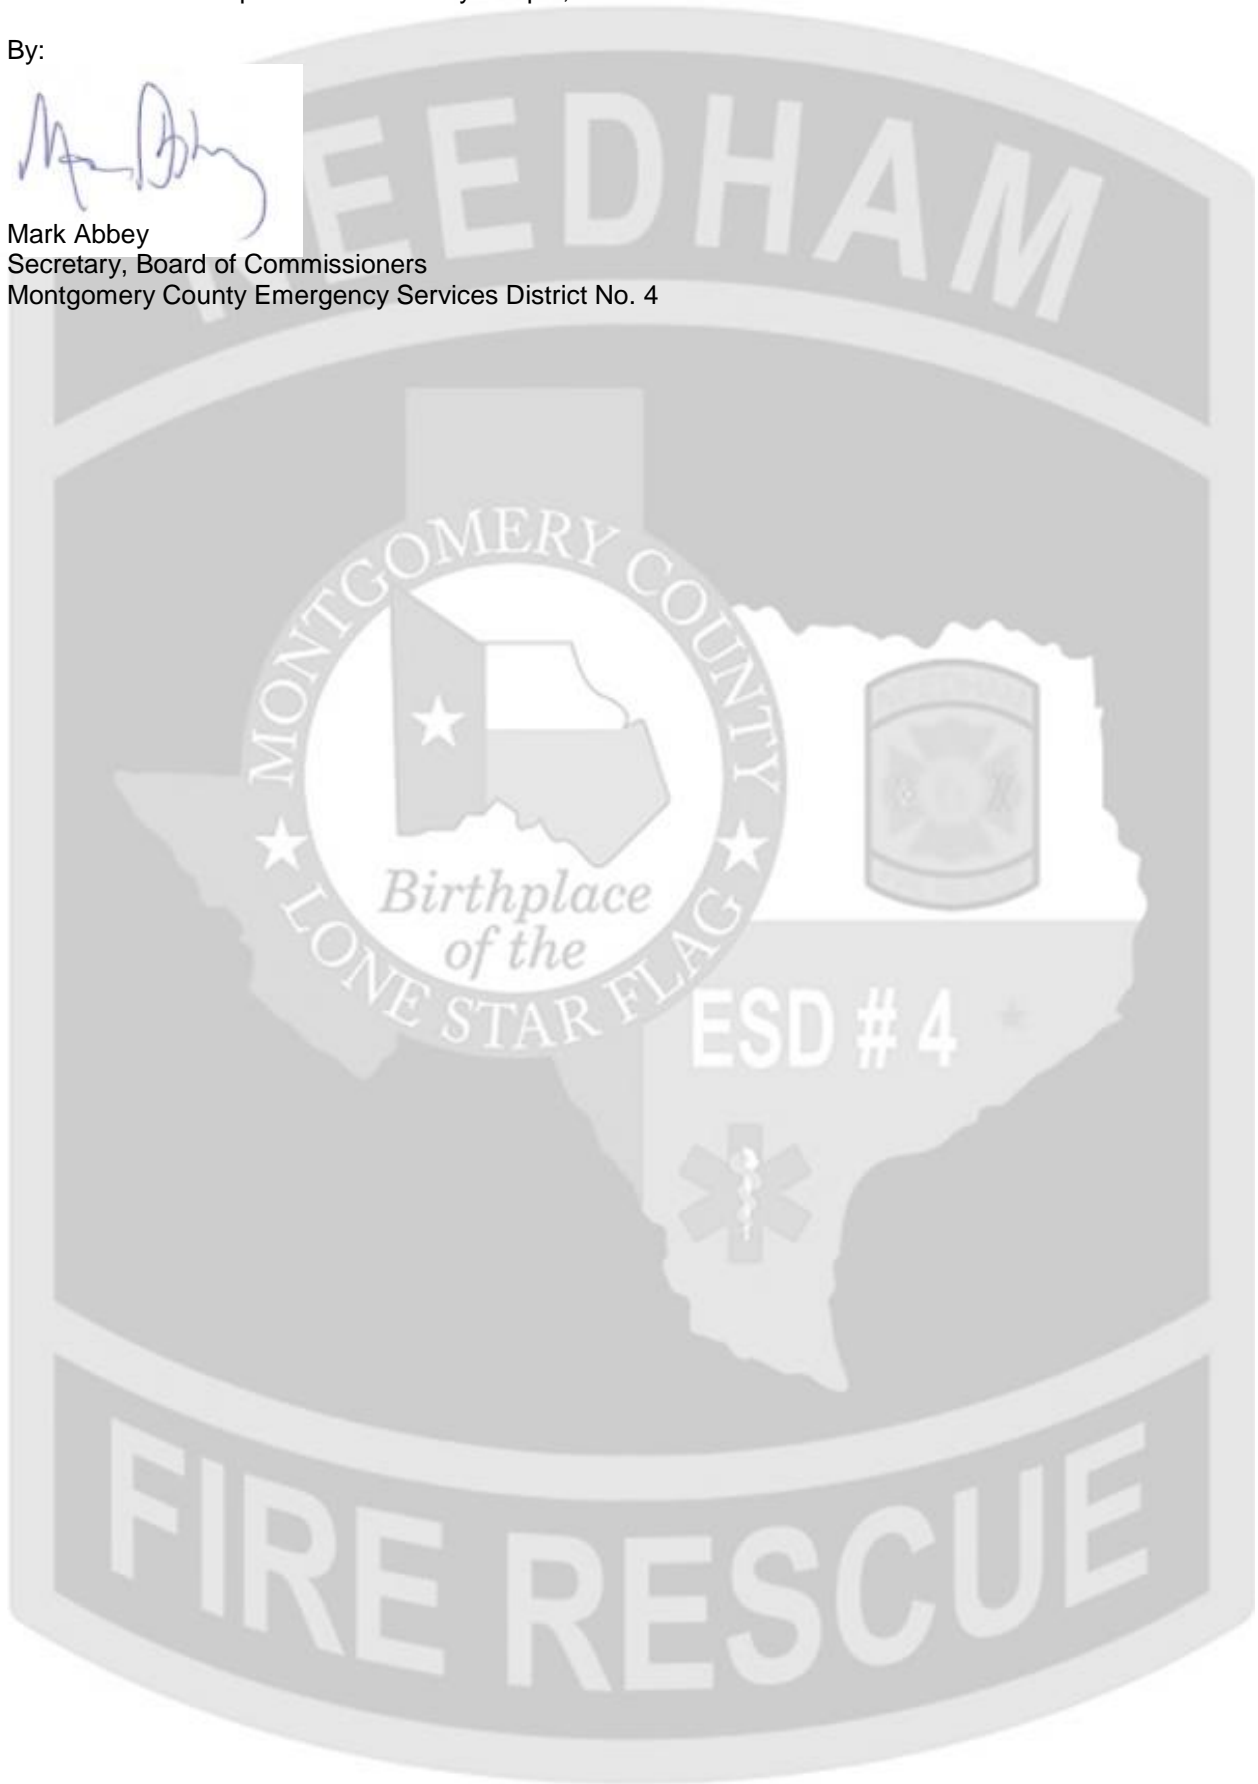 By:
Mark Abbey
Secretary, Board of Commissioners
Montgomery County Emergency Services District No. 4
NEEDHAM
MONTGOMERY COUNTY
Birthplace
of the
LONE STAR FLAG
ESD # 4
FIRE RESCUE